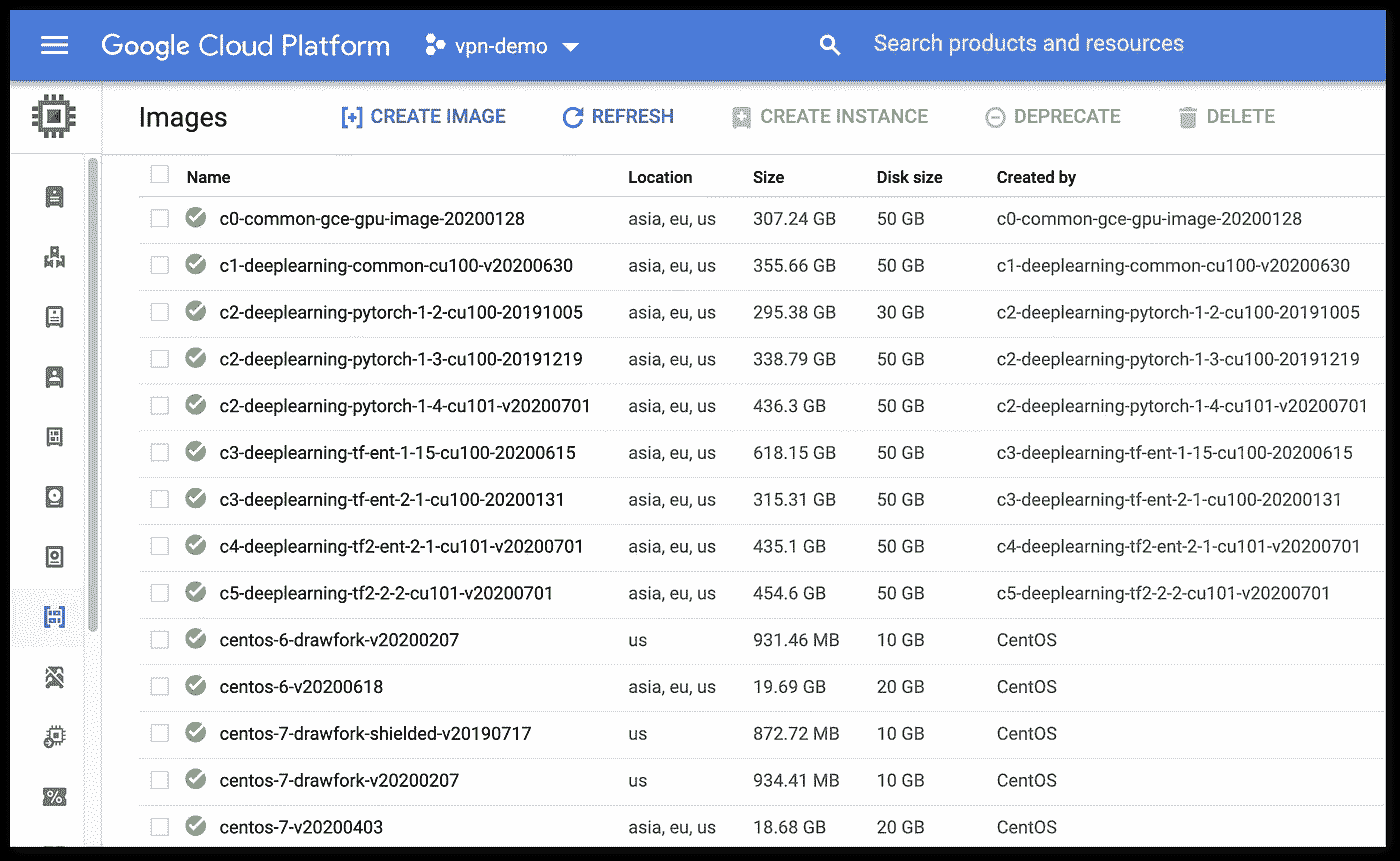 Google Cloud Platform vpn-demo Search products and resources
Images CREATE IMAGE REFRESH CREATE INSTANCE DEPRECATE DELETE
Name Location Size Disk size Created by
c0-common-gce-gpu-image-20200128 asia, eu, us 307.24 GB 50 GB c0-common-gce-gpu-image-20200128
c1-deeplearning-common-cu100-v20200630 asia, eu, us 355.66 GB 50 GB c1-deeplearning-common-cu100-v20200630
c2-deeplearning-pytorch-1-2-cu100-20191005 asia, eu, us 295.38 GB 30 GB c2-deeplearning-pytorch-1-2-cu100-20191005
c2-deeplearning-pytorch-1-3-cu100-20191219 asia, eu, us 338.79 GB 50 GB c2-deeplearning-pytorch-1-3-cu100-20191219
c2-deeplearning-pytorch-1-4-cu101-v20200701 asia, eu, us 436.3 GB 50 GB c2-deeplearning-pytorch-1-4-cu101-v20200701
c3-deeplearning-tf-ent-1-15-cu100-20200615 asia, eu, us 618.15 GB 50 GB c3-deeplearning-tf-ent-1-15-cu100-20200615
c3-deeplearning-tf-ent-2-1-cu100-20200131 asia, eu, us 315.31 GB 50 GB c3-deeplearning-tf-ent-2-1-cu100-20200131
c4-deeplearning-tf2-ent-2-1-cu101-v20200701 asia, eu, us 435.1 GB 50 GB c4-deeplearning-tf2-ent-2-1-cu101-v20200701
c5-deeplearning-tf2-2-2-cu101-v20200701 asia, eu, us 454.6 GB 50 GB c5-deeplearning-tf2-2-2-cu101-v20200701
centos-6-drawfork-v20200207 us 931.46 MB 10 GB CentOS
centos-6-v20200618 asia, eu, us 19.69 GB 20 GB CentOS
centos-7-drawfork-shielded-v20190717 us 872.72 MB 10 GB CentOS
centos-7-drawfork-v20200207 us 934.41 MB 10 GB CentOS
centos-7-v20200403 asia, eu, us 18.68 GB 20 GB CentOS